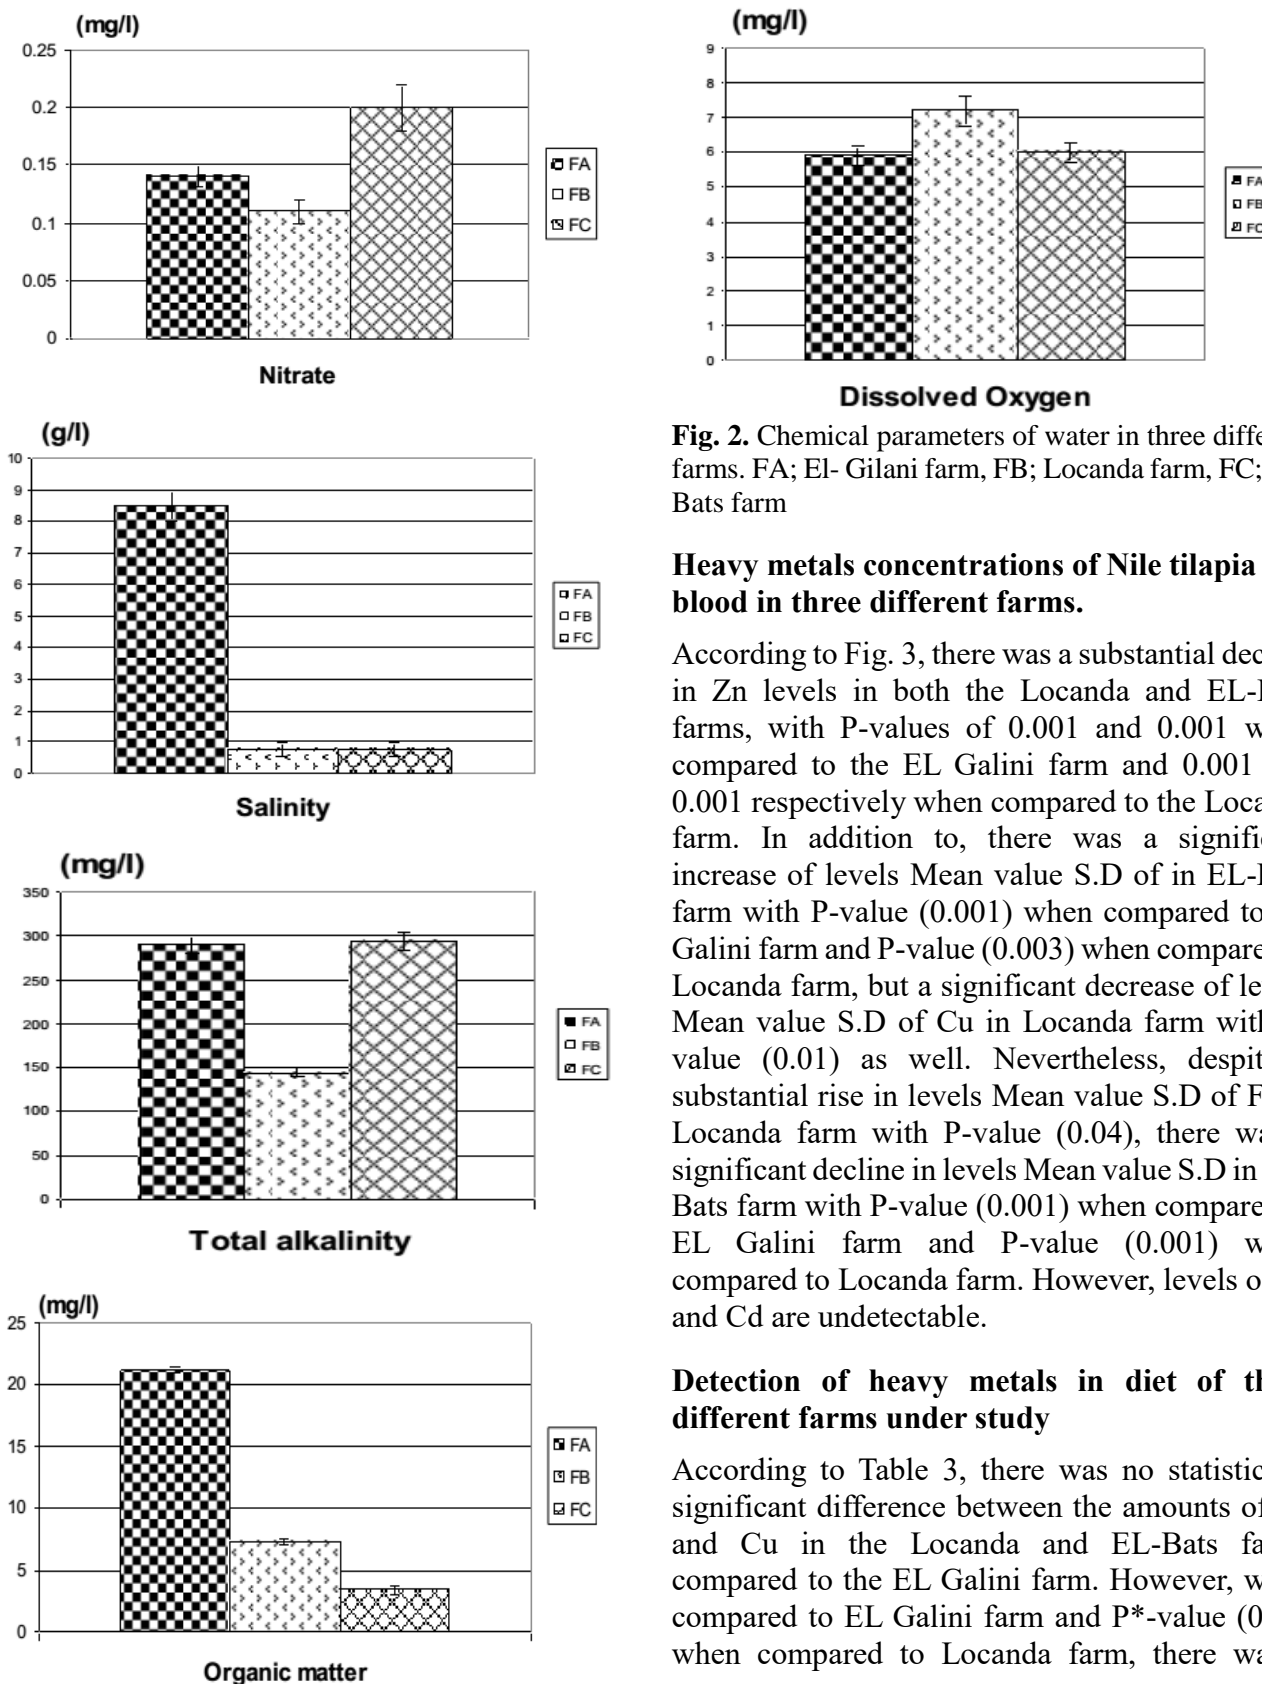 (mg/l)
0.25
0.2
0.15
0.1
0.05
0
FA
FB
FC
Nitrate
(g/l)
10
9
8
7
6
5
4
3
2
1
0
FA
FB
FC
Salinity
(mg/l)
350
300
250
200
150
100
50
0
FA
FB
FC
Total alkalinity
(mg/l)
25
20
15
10
5
0
FA
FB
FC
Organic matter
(mg/l)
9
8
7
6
5
4
3
2
1
0
FA
FB
FC
Dissolved Oxygen
Fig. 2. Chemical parameters of water in three diffe
farms. FA; El- Gilani farm, FB; Locanda farm, FC;
Bats farm
Heavy metals concentrations of Nile tilapia
blood in three different farms.
According to Fig. 3, there was a substantial dec
in Zn levels in both the Locanda and EL-
farms, with P-values of 0.001 and 0.001 w
compared to the EL Galini farm and 0.001
0.001 respectively when compared to the Loca
farm. In addition to, there was a signific
increase of levels Mean value S.D of in EL-
farm with P-value (0.001) when compared to
Galini farm and P-value (0.003) when compare
Locanda farm, but a significant decrease of le
Mean value S.D of Cu in Locanda farm with
value (0.01) as well. Nevertheless, despit
substantial rise in levels Mean value S.D of F
Locanda farm with P-value (0.04), there wa
significant decline in levels Mean value S.D in
Bats farm with P-value (0.001) when compare
EL Galini farm and P-value (0.001) w
compared to Locanda farm. However, levels o
and Cd are undetectable.
Detection of heavy metals in diet of th
different farms under study
According to Table 3, there was no statistic
significant difference between the amounts of
and Cu in the Locanda and EL-Bats fa
compared to the EL Galini farm. However, w
compared to EL Galini farm and P*-value (0
when compared to Locanda farm, there wa